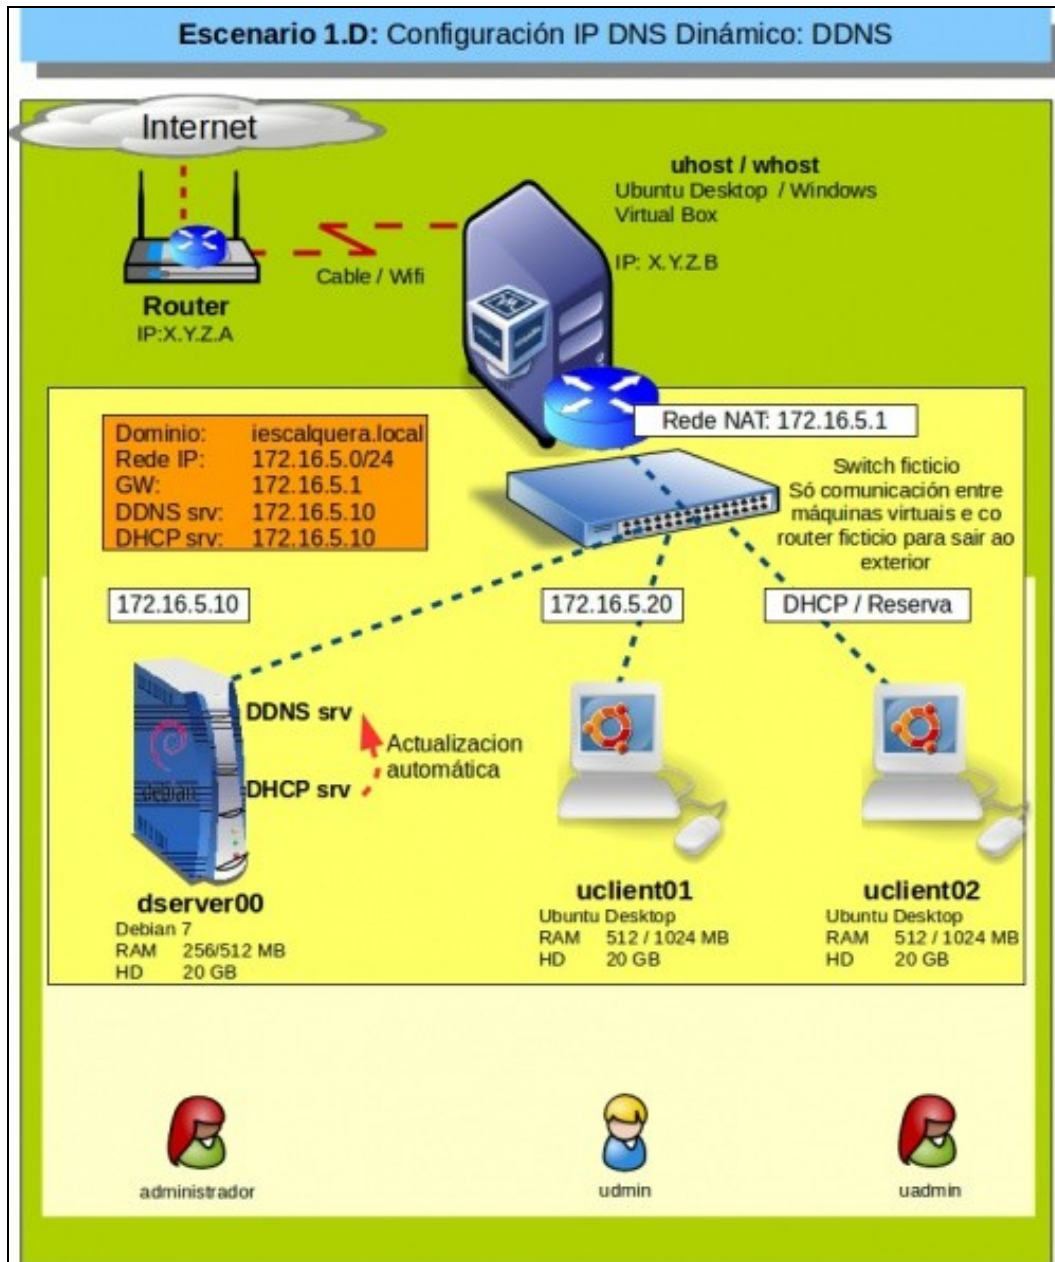 Escenario 1.D: Configuración IP DNS Dinámico: DDNS
Internet
uhost / whost
Ubuntu Desktop / Windows
Virtual Box
IP: X.Y.Z.B
Cable / Wifi
Router
IP:X.Y.Z.A
Rede NAT: 172.16.5.1
Dominio: iescalquera.local
Rede IP: 172.16.5.0/24
GW: 172.16.5.1
DDNS srv: 172.16.5.10
DHCP srv: 172.16.5.10
Switch ficticio
Só comunicación entre
máquinas virtuais e co
router ficticio para sair ao
exterior
172.16.5.10
172.16.5.20
DHCP / Reserva
DDNS srv
Actualizacion
automática
DHCP srv
debian
dserver00
Debian 7
RAM 256/512 MB
HD 20 GB
uclient01
Ubuntu Desktop
RAM 512 / 1024 MB
HD 20 GB
uclient02
Ubuntu Desktop
RAM 512 / 1024 MB
HD 20 GB
administrador
udmin
uadmin